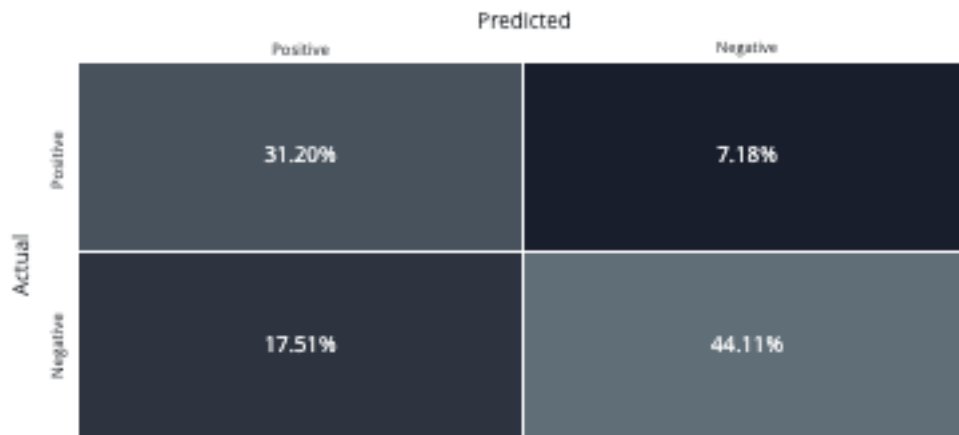 Predicted
Positive Negative
Actual
Positive 31.20% 7.18%
Negative 17.51% 44.11%